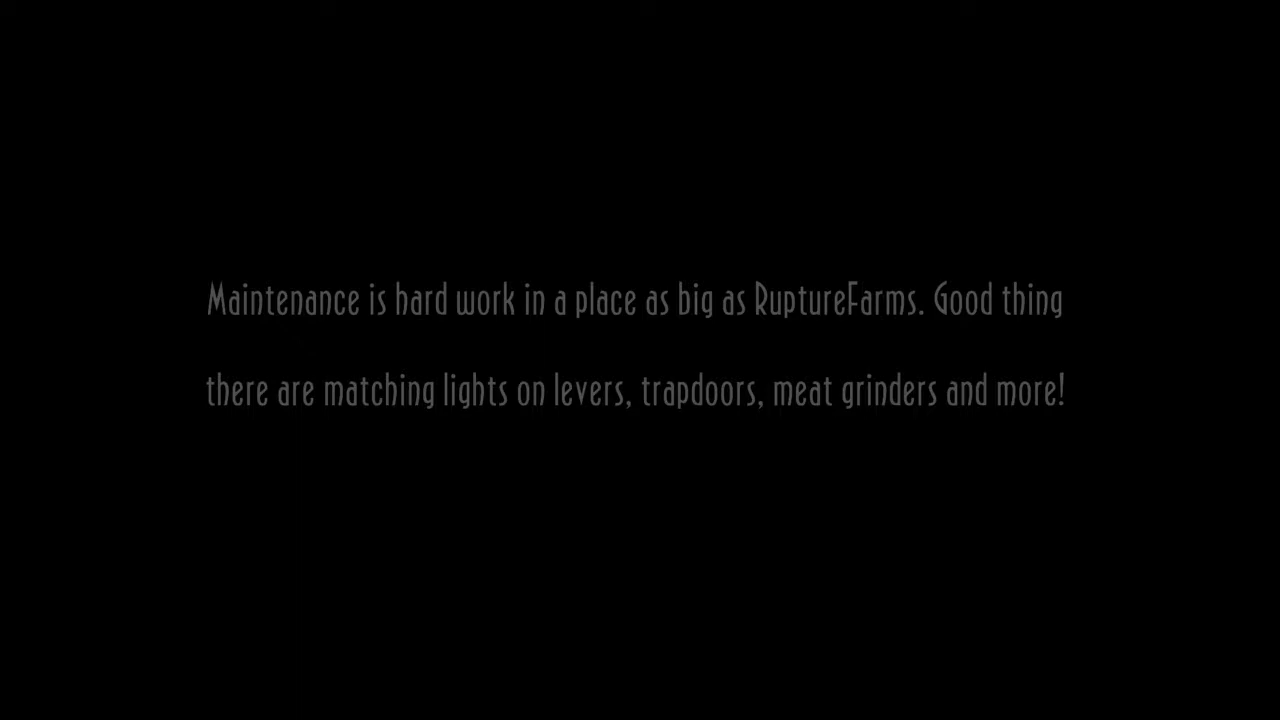 Maintenance is hard work in a place as big as RuptureFarms. Good thing
there are matching lights on levers, trapdoors, meat grinders and more!